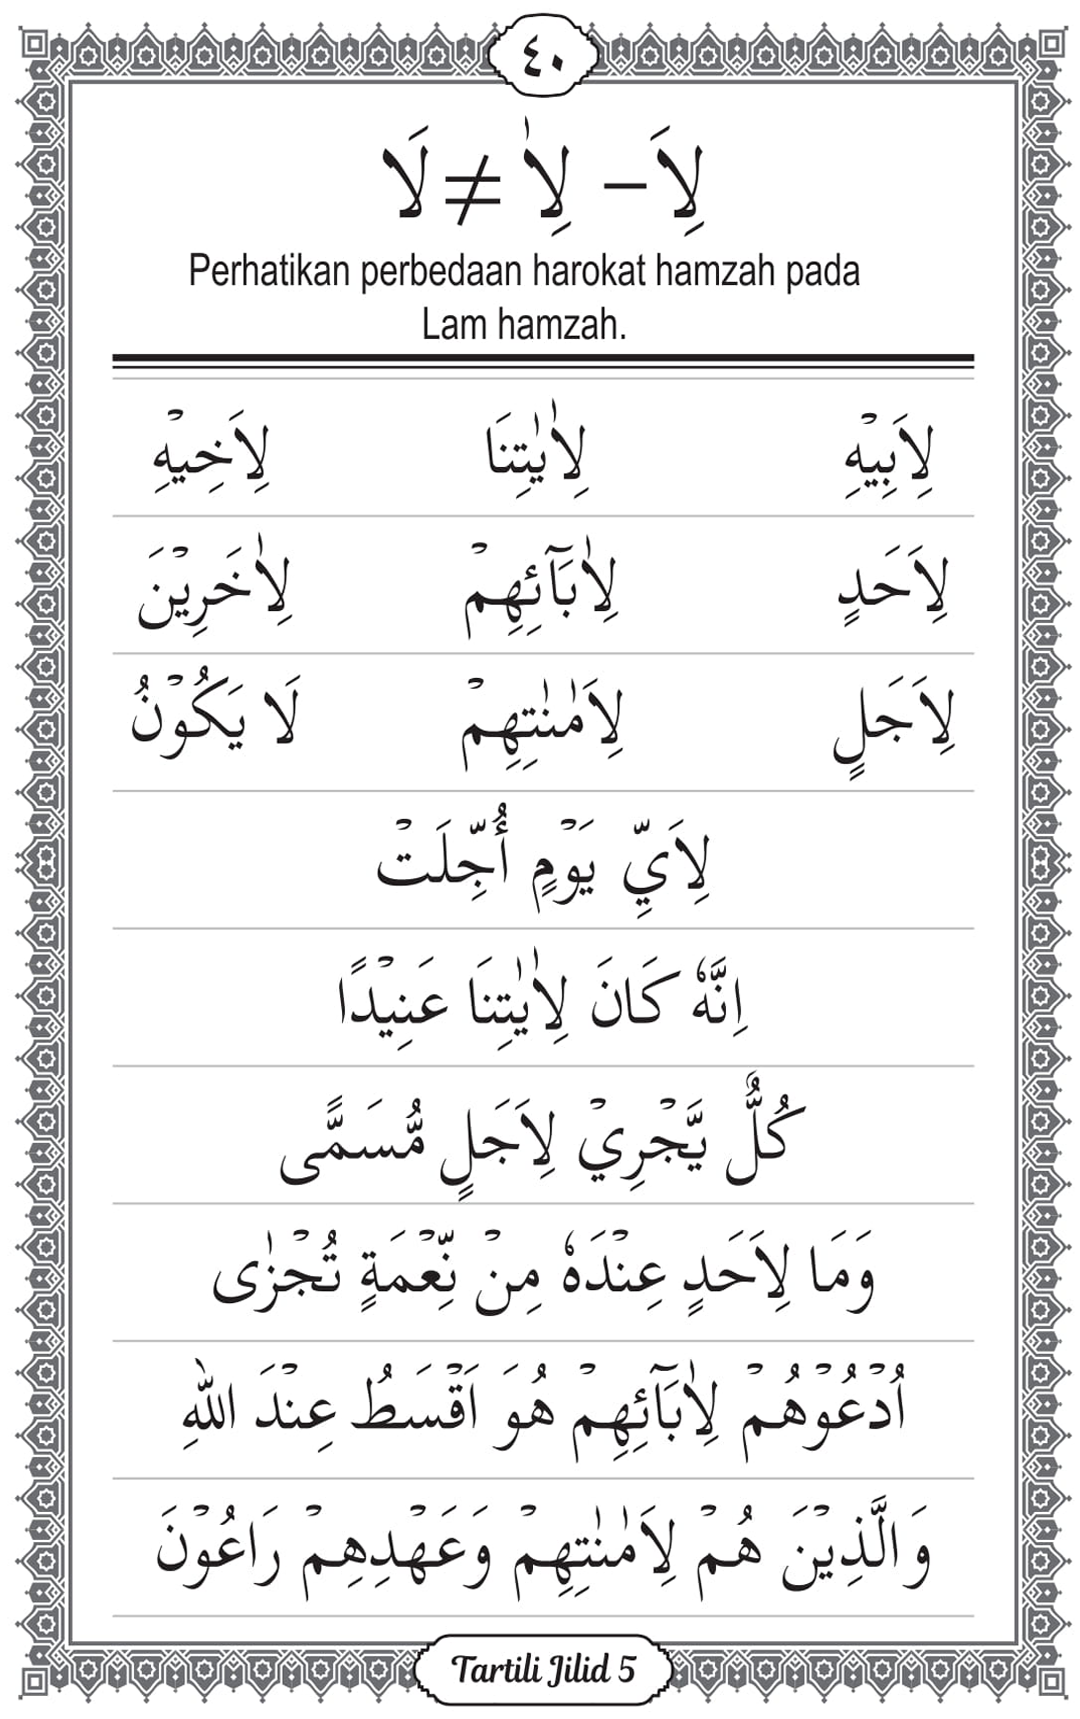 ٤٠
لِاَ - لِاٰ ≠ لَا
Perhatikan perbedaan harokat hamzah pada
Lam hamzah.
لِاَبِيْهِ لِاٰيٰتِنَا لِاَخِيْهِ
لِاَحَدٍ لِاٰبَآئِهِمْ لِاٰخَرِيْنَ
لِاَجَلٍ لِاَمٰنٰتِهِمْ لَا يَكُوْنُ
لِاَيِّ يَوْمٍ أُجِّلَتْ
اِنَّهٗ كَانَ لِاٰيٰتِنَا عَنِيْدًا
كُلٌّ يَّجْرِيْ لِاَجَلٍ مُّسَمًّى
وَمَا لِاَحَدٍ عِنْدَهٗ مِنْ نِّعْمَةٍ تُجْزٰى
اُدْعُوْهُمْ لِاٰبَآئِهِمْ هُوَ اَقْسَطُ عِنْدَ اللّٰهِ
وَالَّذِيْنَ هُمْ لِاَمٰنٰتِهِمْ وَعَهْدِهِمْ رَاعُوْنَ
Tartili Jilid 5